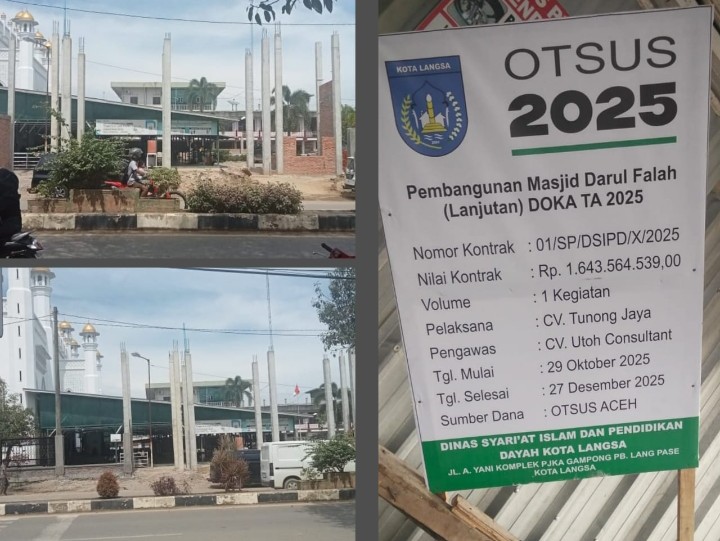 KOTA LANGSA
OTSUS
2025
Pembangunan Masjid Darul Falah
(Lanjutan) DOKA TA 2025
Nomor Kontrak : 01/SP/DSIPD/X/2025
Nilai Kontrak : Rp. 1.643.564.539,00
Volume : 1 Kegiatan
Pelaksana : CV. Tunong Jaya
Pengawas : CV. Utoh Consultant
Tgl. Mulai : 29 Oktober 2025
Tgl. Selesai : 27 Desember 2025
Sumber Dana : OTSUS ACEH
DINAS SYARI'AT ISLAM DAN PENDIDIKAN
DAYAH KOTA LANGSA
JL. A. YANI KOMPLEK PJKA GAMPONG PB. LANG PASE
KOTA LANGSA